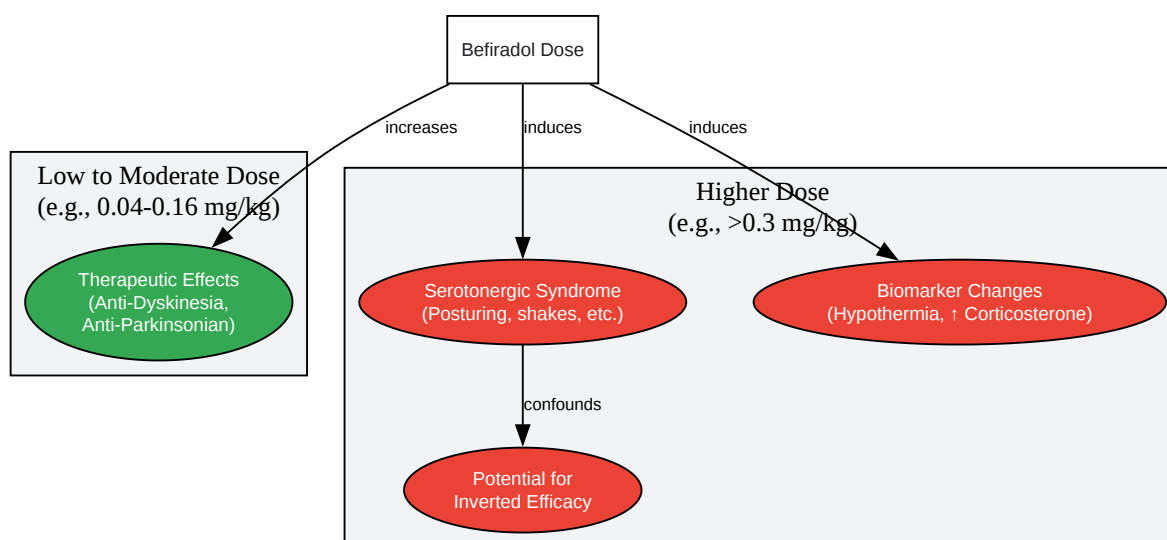 Befiradol Dose
increases
induces
induces
Low to Moderate Dose
(e.g., 0.04-0.16 mg/kg)
Higher Dose
(e.g., >0.3 mg/kg)
Therapeutic Effects
(Anti-Dyskinesia,
Anti-Parkinsonian)
Serotonergic Syndrome
(Posturing, shakes, etc.)
Biomarker Changes
(Hypothermia, ↑ Corticosterone)
confounds
Potential for
Inverted Efficacy